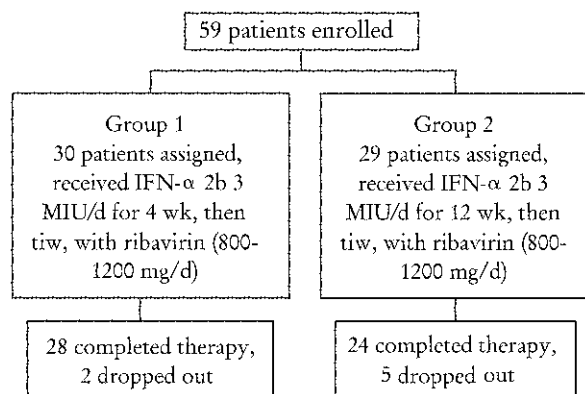 59 patients enrolled
Group 1
30 patients assigned,
received IFN-α 2b 3
MIU/d for 4 wk, then
tiw, with ribavirin (800-
1200 mg/d)
Group 2
29 patients assigned,
received IFN-α 2b 3
MIU/d for 12 wk, then
tiw, with ribavirin (800-
1200 mg/d)
28 completed therapy,
2 dropped out
24 completed therapy,
5 dropped out